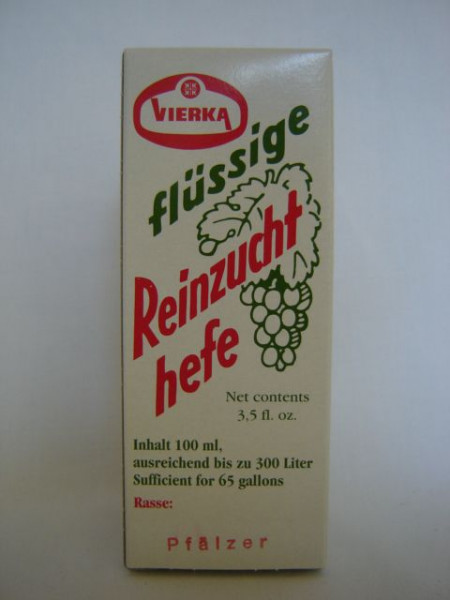 VIERKA
flüssige
Reinzucht
hefe
Net contents
3,5 fl. oz.
Inhalt 100 ml,
ausreichend bis zu 300 Liter
Sufficient for 65 gallons
Rasse:
Pfälzer